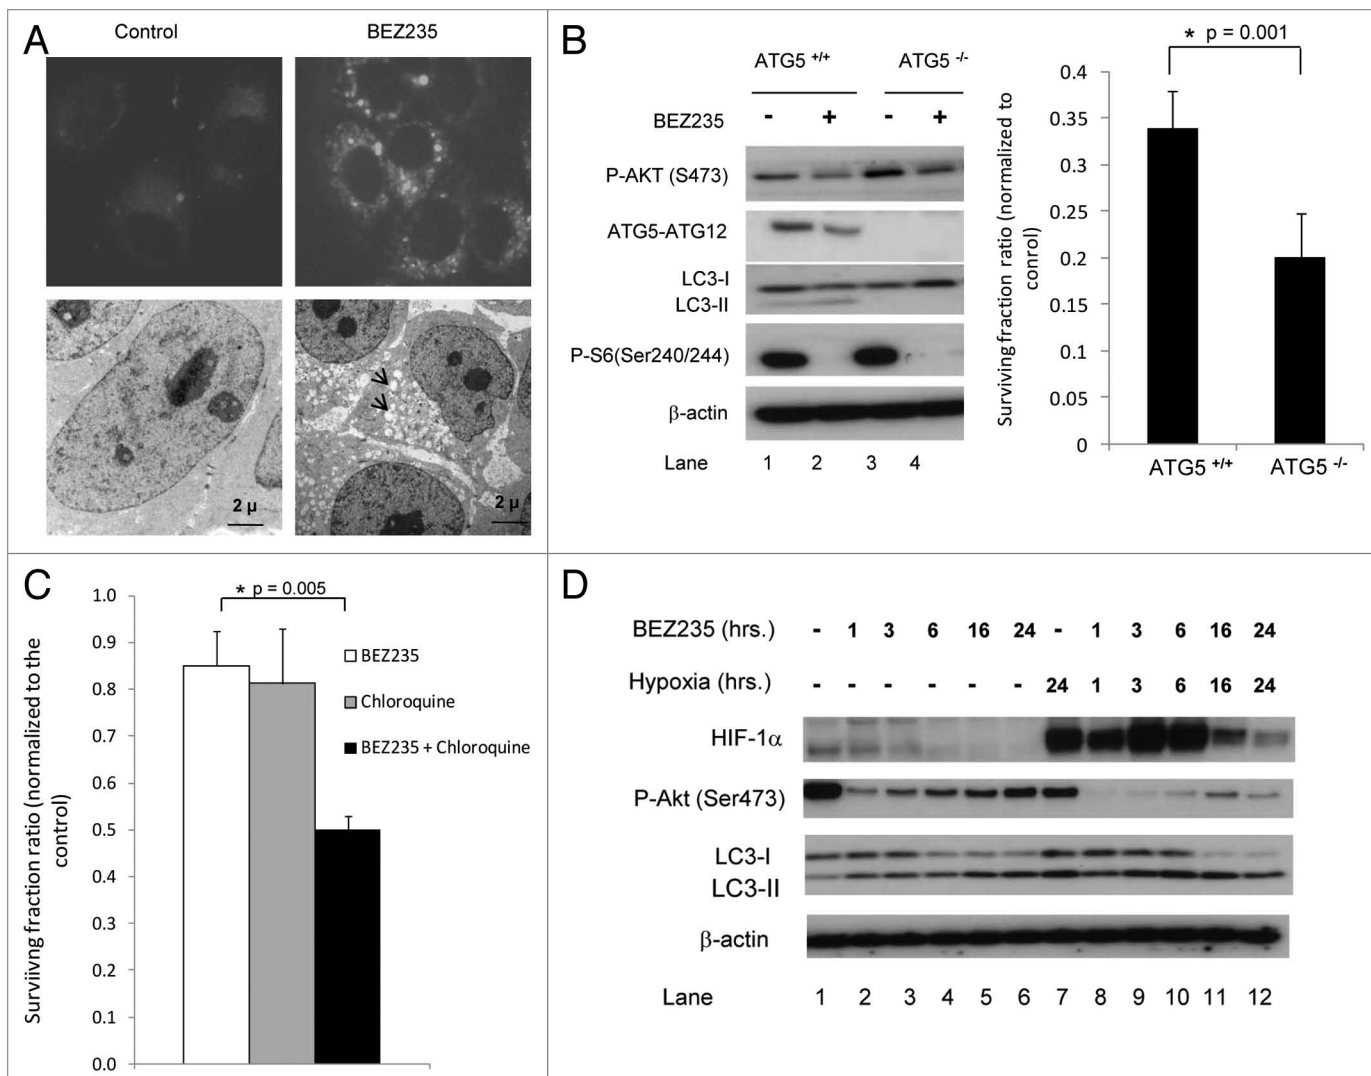 A
Control
BEZ235
2 µ
2 µ
B
ATG5 +/+
ATG5 -/-
BEZ235
- + - +
P-AKT (S473)
ATG5-ATG12
LC3-I
LC3-II
P-S6(Ser240/244)
β-actin
Lane 1 2 3 4
* p = 0.001
Surviving fraction ratio (normalized to
conrol)
0.4
0.35
0.3
0.25
0.2
0.15
0.1
0.05
0
ATG5 +/+
ATG5 -/-
C
* p = 0.005
Surviivng fraction ratio (normalized to the
control)
1.0
0.9
0.8
0.7
0.6
0.5
0.4
0.3
0.2
0.1
0.0
BEZ235
Chloroquine
BEZ235 + Chloroquine
D
BEZ235 (hrs.) - 1 3 6 16 24 - 1 3 6 16 24
Hypoxia (hrs.) - - - - - - 24 1 3 6 16 24
HIF-1α
P-Akt (Ser473)
LC3-I
LC3-II
β-actin
Lane 1 2 3 4 5 6 7 8 9 10 11 12